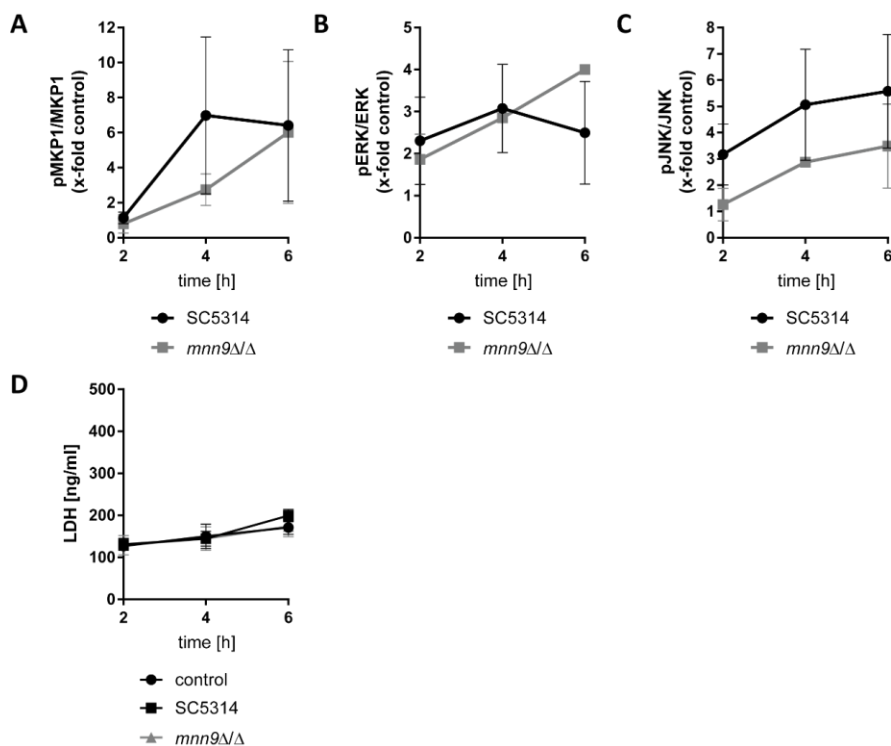 A
12
10
8
6
4
2
0
2
4
6
pMKP1/MKP1
(x-fold control)
time [h]
SC5314
mnn9Δ/Δ
B
5
4
3
2
1
0
2
4
6
pERK/ERK
(x-fold control)
time [h]
SC5314
mnn9Δ/Δ
C
8
7
6
5
4
3
2
1
0
2
4
6
pJNK/JNK
(x-fold control)
time [h]
SC5314
mnn9Δ/Δ
D
500
400
300
200
100
0
2
4
6
LDH [ng/ml]
time [h]
control
SC5314
mnn9Δ/Δ